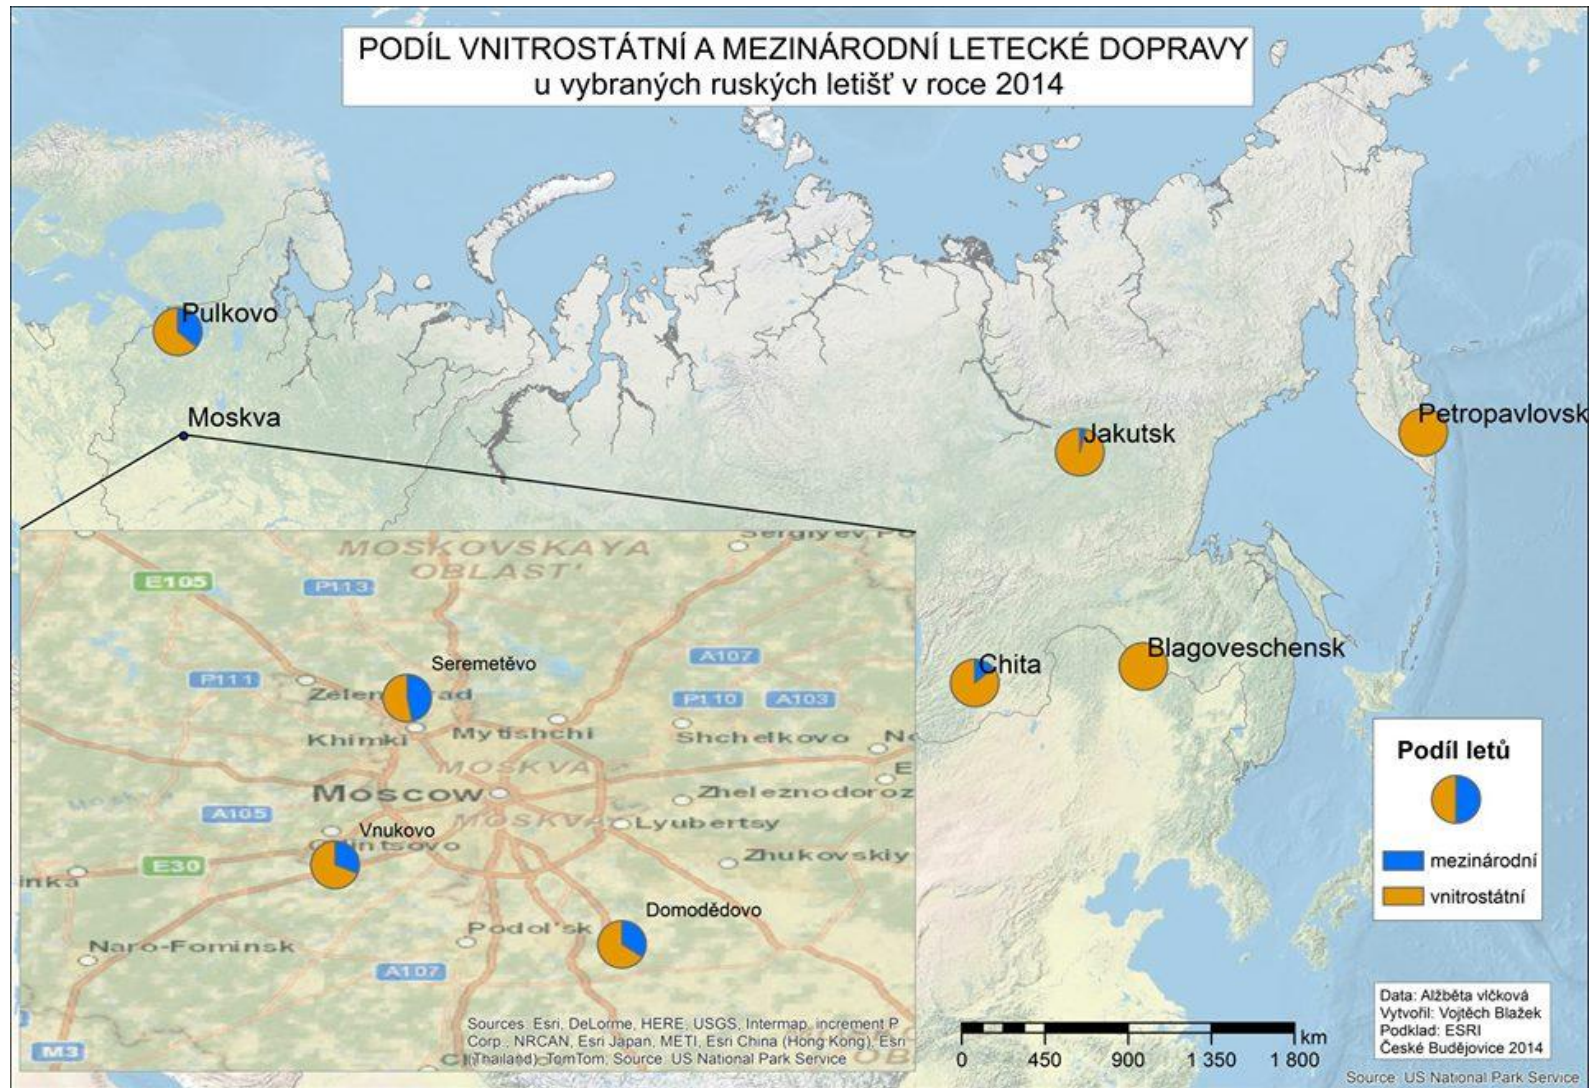 PODÍL VNITROSTÁTNÍ A MEZINÁRODNÍ LETECKÉ DOPRAVY
u vybraných ruských letišť v roce 2014
Pulkovo
Moskva
Jakutsk
Petropavlovsk
Blagoveschensk
Chita
MOSKOVSKAYA
OBLAST'
E105
P113
Seremetěvo
A107
P111
P110
A103
Khimki
Mytishchi
Shchelkovo
MOSKVA
Moscow
Zheleznodoroz
A105
MOSKVA
Lyubertsy
Vnukovo
E30
Zhukovskiy
inka
Domodědovo
Podol'sk
Naro-Fominsk
A107
M3
Sources: Esri, DeLorme, HERE, USGS, Intermap, increment P
Corp., NRCAN, Esri Japan, METI, Esri China (Hong Kong), Esri
(Thailand), TomTom, Source: US National Park Service
Podíl letů
mezinárodní
vnitrostátní
km
0 450 900 1 350 1 800
Data: Alžběta vlčková
Vytvořil: Vojtěch Blažek
Podklad: ESRI
České Budějovice 2014
Source: US National Park Service